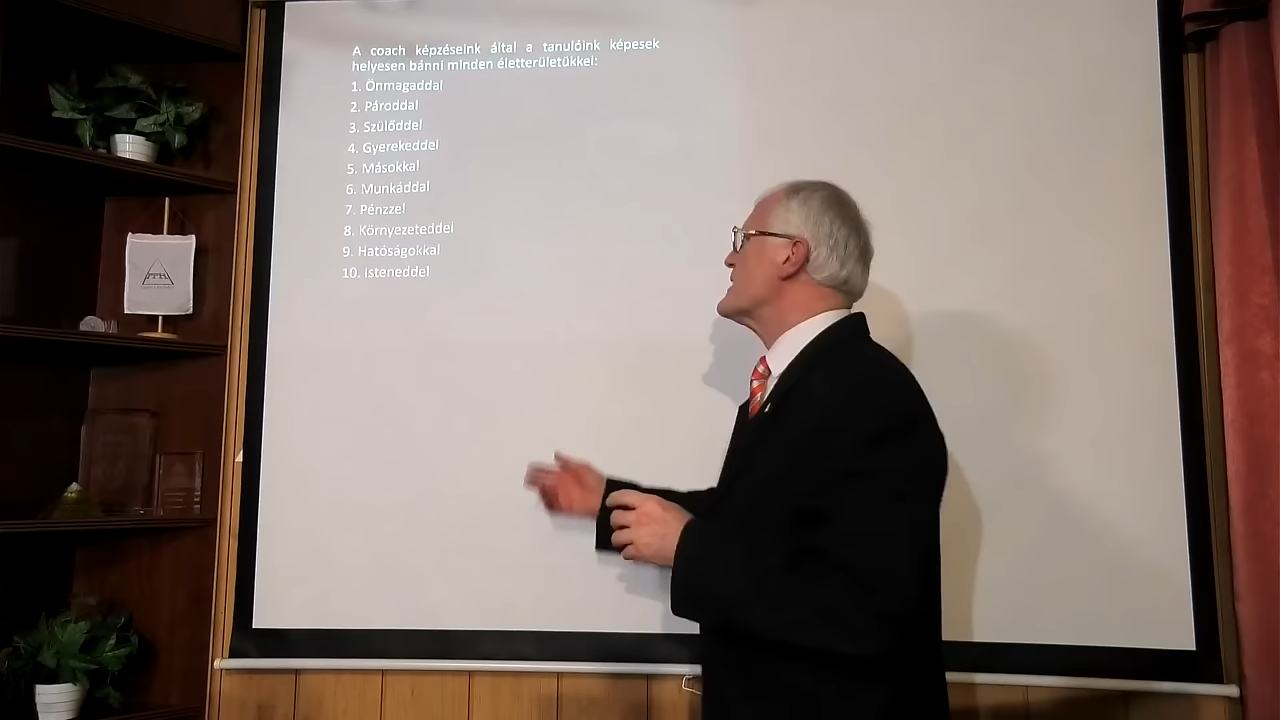 A coach képzéseink által a tanulóink képesek
helyesen bánni minden életterületükkel:
1. Önmagaddal
2. Pároddal
3. Szülőddel
4. Gyerekeddel
5. Másokkal
6. Munkáddal
7. Pénzzel
8. Környezeteddel
9. Hatóságokkal
10. Isteneddel